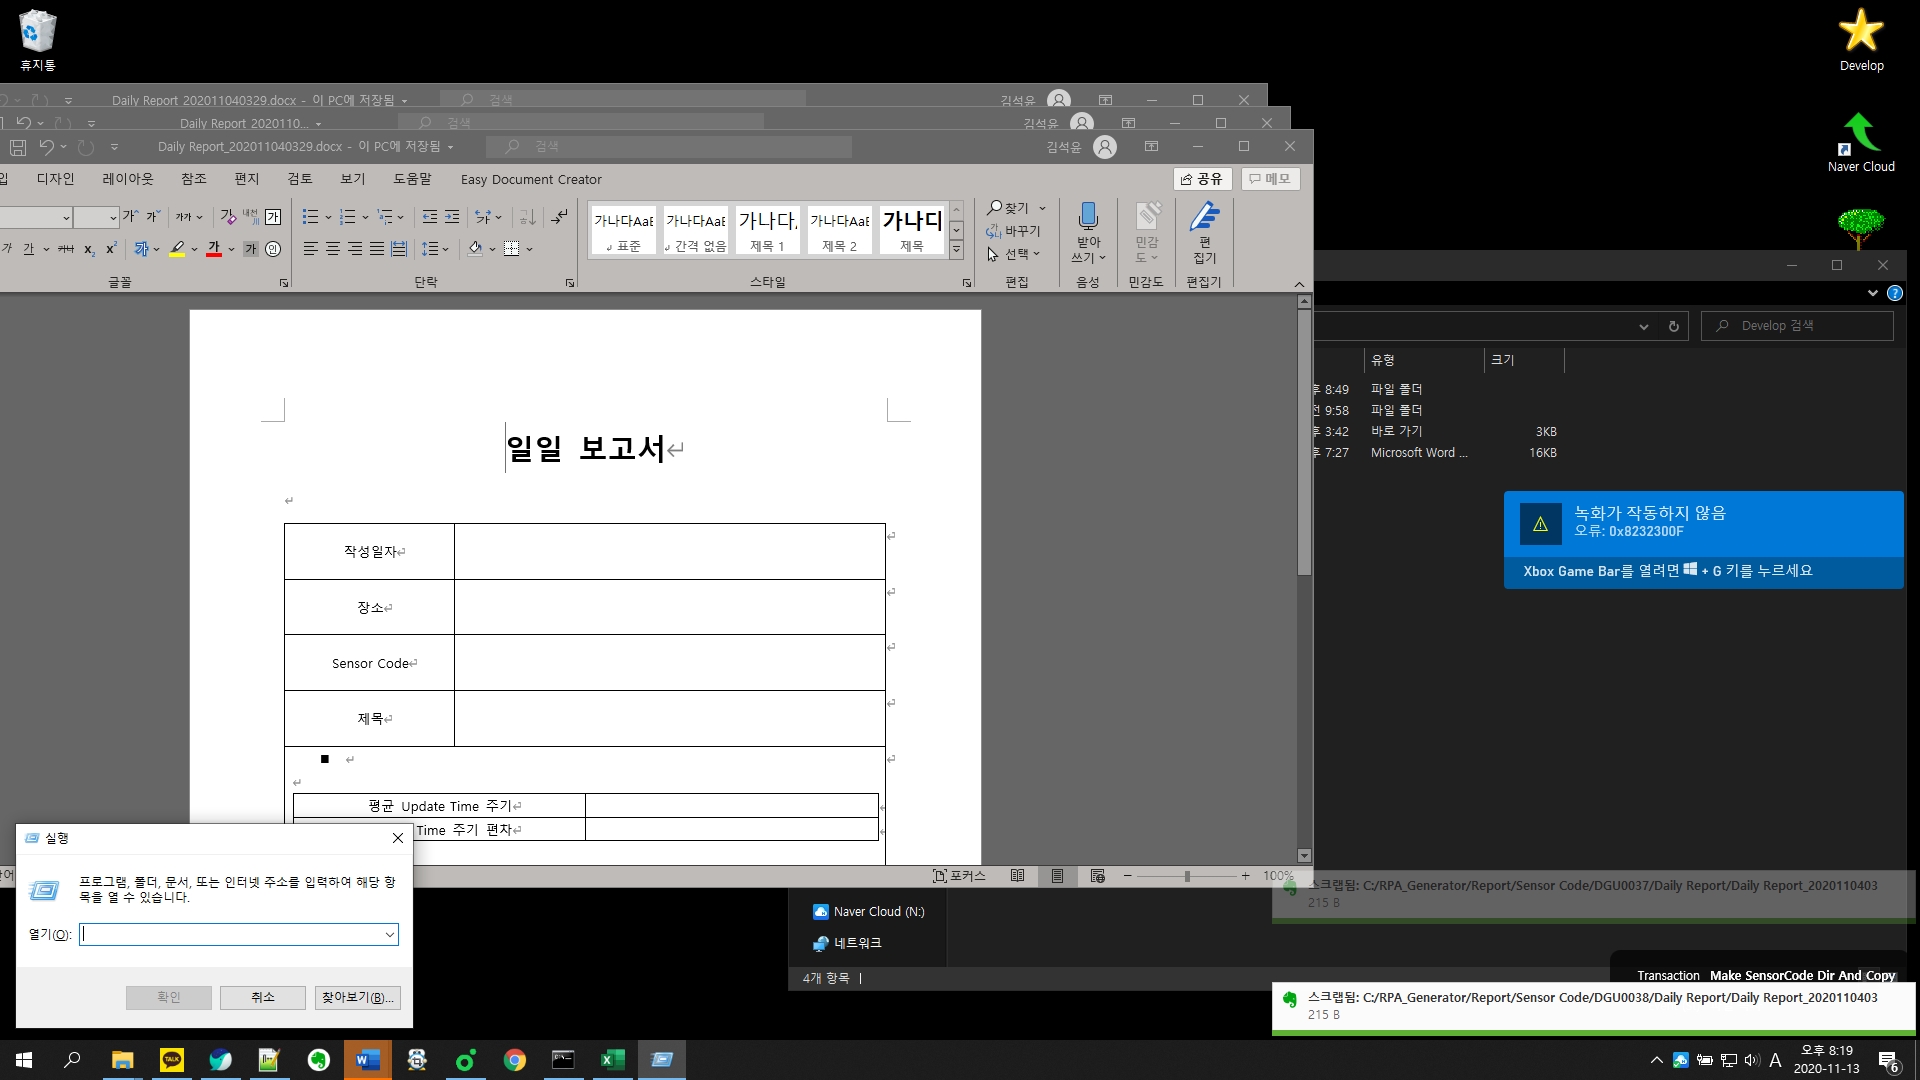 휴지통
Develop
Naver Cloud
Daily Report 202011040329.docx - 이 PC에 저장됨
검색
김석윤
Daily Report 2020110...
검색
김석윤
Daily Report_202011040329.docx - 이 PC에 저장됨
검색
김석윤
입 디자인 레이아웃 참조 편지 검토 보기 도움말 Easy Document Creator
공유 메모
가나다AaE 가나다AaE 가나다, 가나다AaE 가나디
표준 간격 없음 제목 1 제목 2 제목
찾기
바꾸기
선택
받아
쓰기
민감
도
편
집기
글꼴 단락 스타일 편집 음성 민감도 편집기
Develop 검색
유형 크기
후 8:49 파일 폴더
전 9:58 파일 폴더
후 3:42 바로 가기 3KB
후 7:27 Microsoft Word ... 16KB
녹화가 작동하지 않음
오류: 0x8232300F
Xbox Game Bar를 열려면 + G 키를 누르세요
일일 보고서
작성일자
장소
Sensor Code
제목
평균 Update Time 주기
Time 주기 편차
포커스
100%
실행
프로그램, 폴더, 문서, 또는 인터넷 주소를 입력하여 해당 항
목을 열 수 있습니다.
열기(O):
확인 취소 찾아보기(B)...
Naver Cloud (N:)
네트워크
4개 항목
스크랩됨: C:/RPA_Generator/Report/Sensor Code/DGU0037/Daily Report/Daily Report_2020110403
215 B
Transaction Make SensorCode Dir And Copy
스크랩됨: C:/RPA_Generator/Report/Sensor Code/DGU0038/Daily Report/Daily Report_2020110403
215 B
TALK
A
오후 8:19
2020-11-13
6